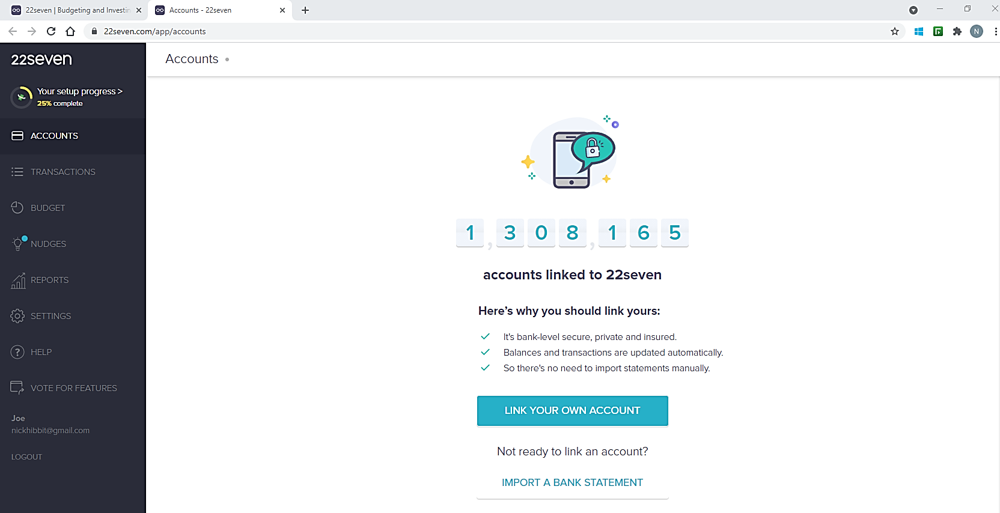 22seven | Budgeting and Investin
Accounts - 22seven
22seven.com/app/accounts
N
22seven
Accounts
Your setup progress >
25% complete
ACCOUNTS
TRANSACTIONS
BUDGET
NUDGES
REPORTS
SETTINGS
? HELP
VOTE FOR FEATURES
Joe
nickhibbit@gmail.com
LOGOUT
1,308,165
accounts linked to 22seven
Here's why you should link yours:
It's bank-level secure, private and insured.
Balances and transactions are updated automatically.
So there's no need to import statements manually.
LINK YOUR OWN ACCOUNT
Not ready to link an account?
IMPORT A BANK STATEMENT